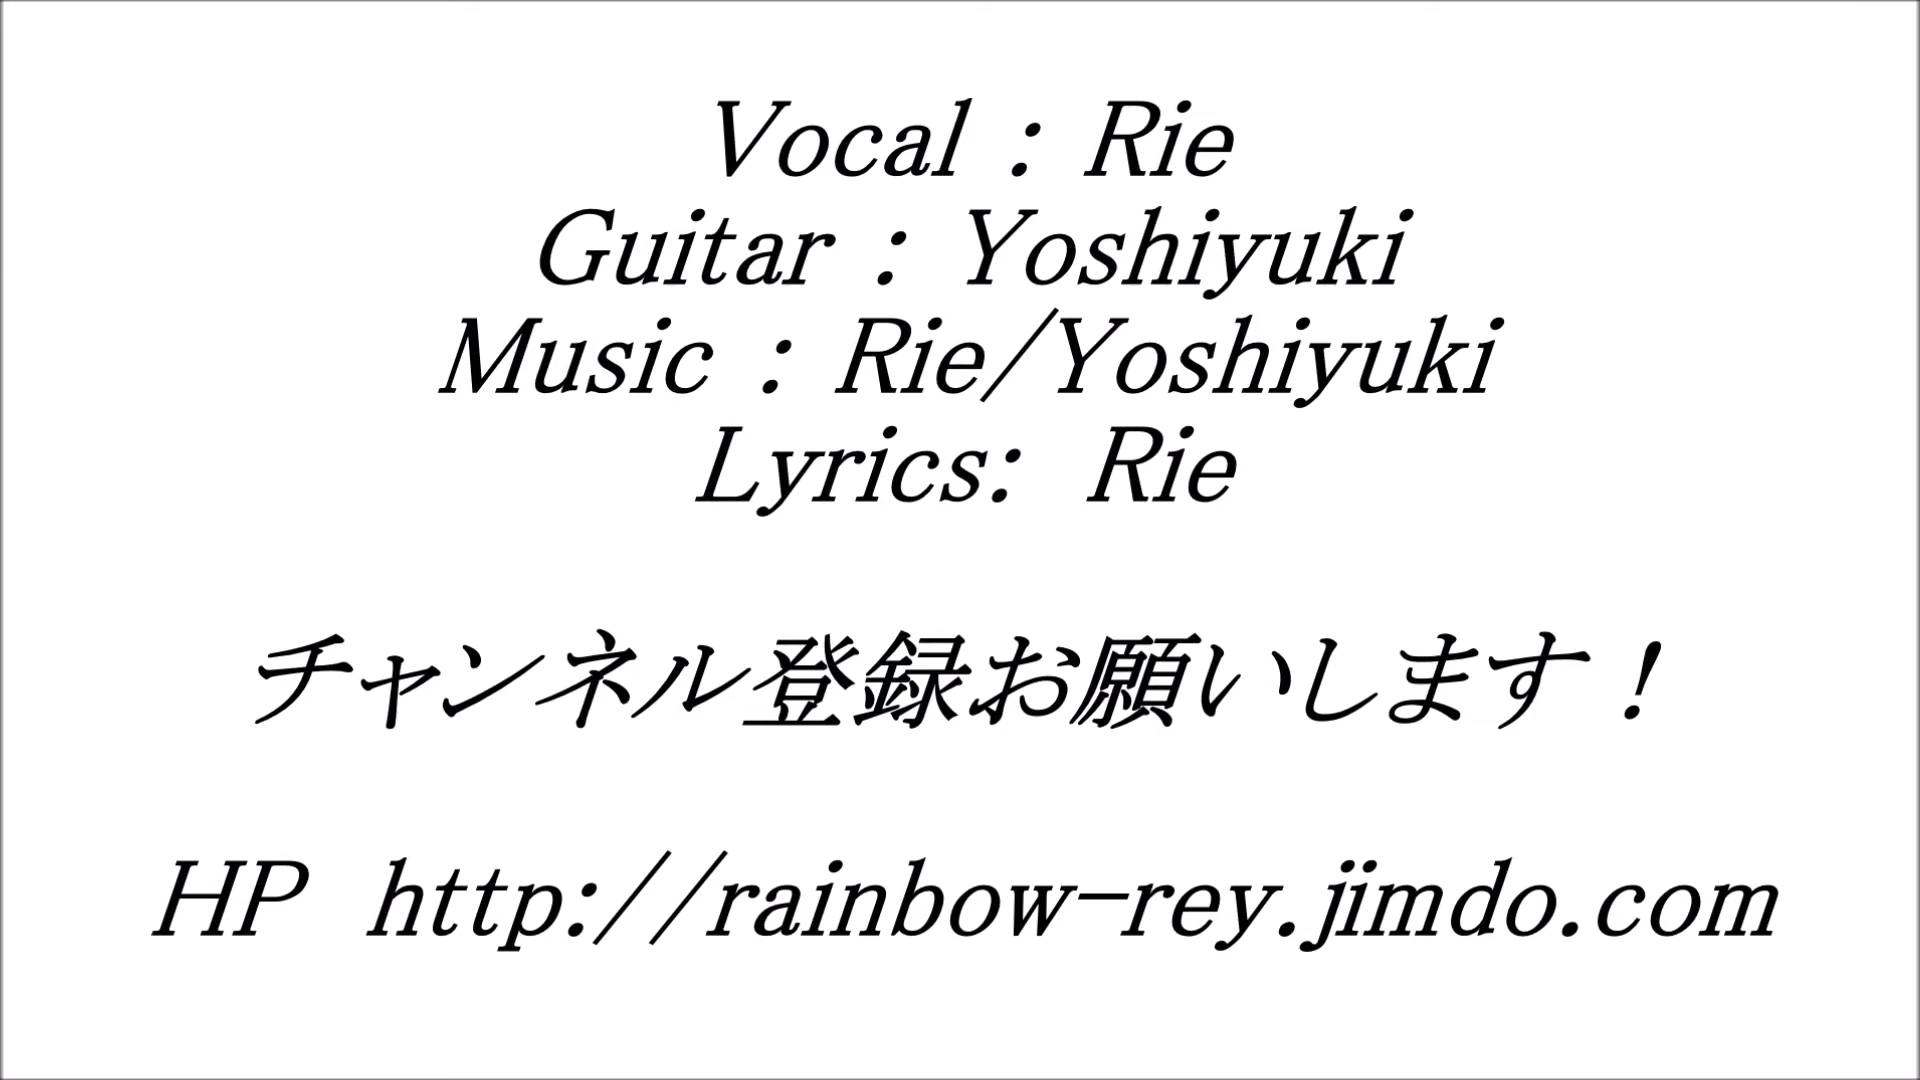 Vocal : Rie
Guitar : Yoshiyuki
Music : Rie/Yoshiyuki
Lyrics: Rie
チャンネル登録お願いします！
HP　http://rainbow-rey.jimdo.com